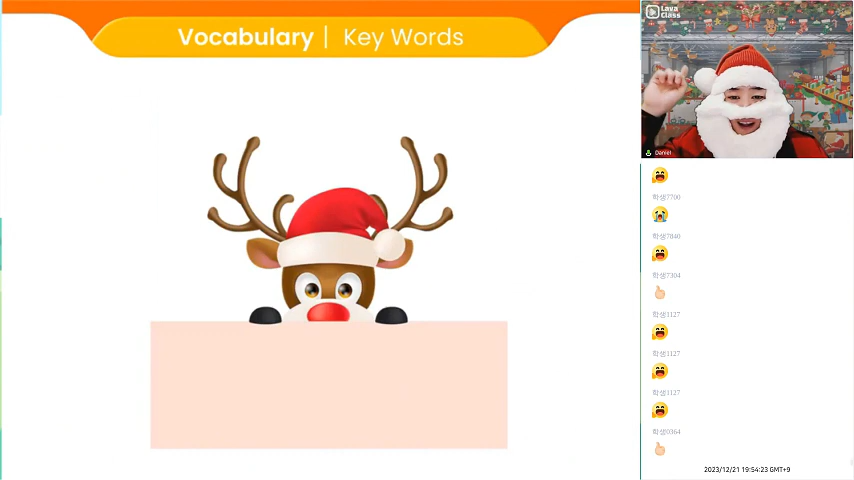 Vocabulary | Key Words
Lava
Class
Daniel
학생7700
학생7840
학생7304
학생3127
학생1127
학생1127
학생0364
2023/12/21 19:54:23 GMT+9